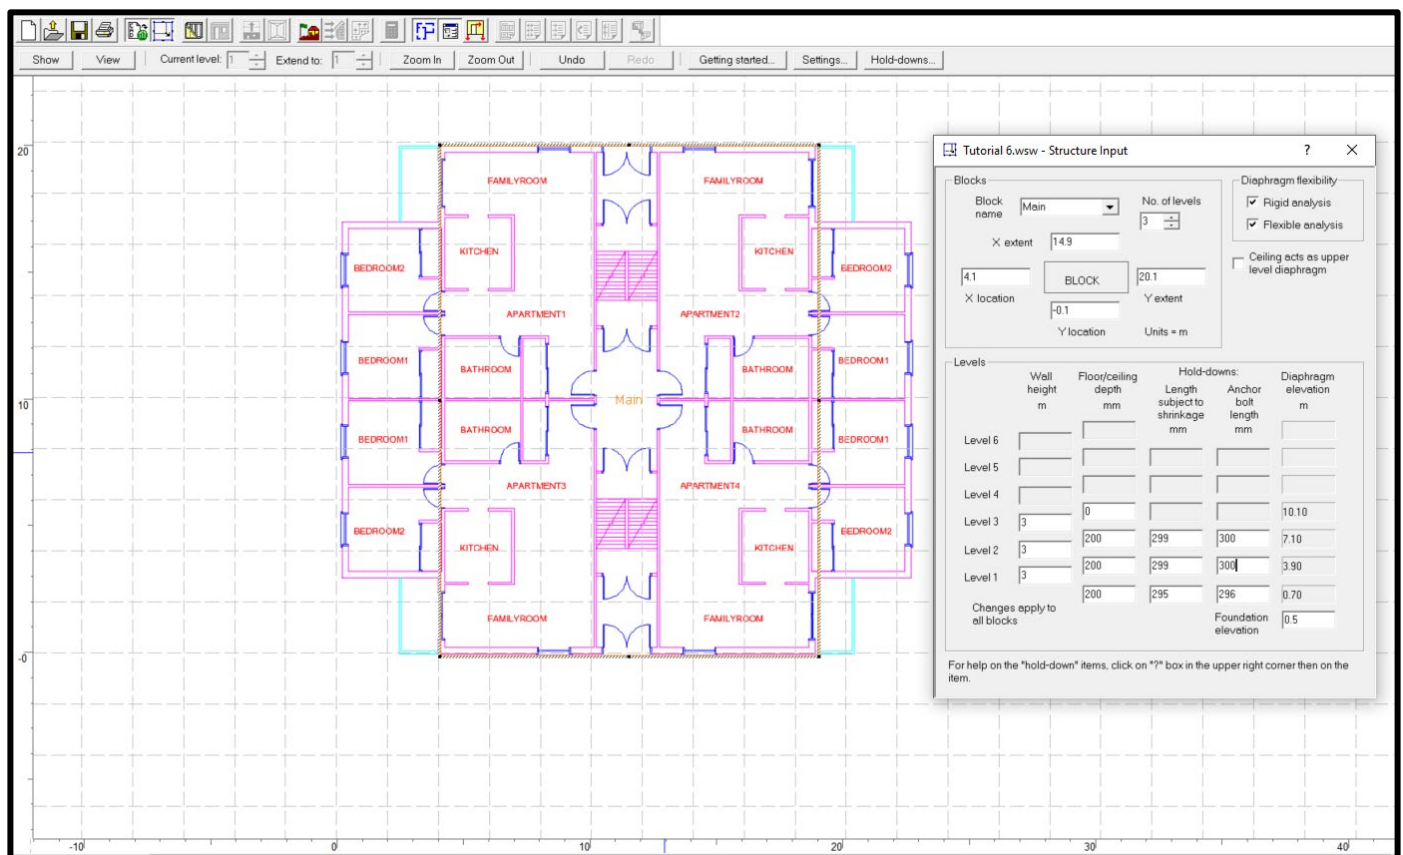 Show View Current level: 1 Extend to: 1 Zoom In Zoom Out Undo Redo Getting started... Settings... Hold-downs...
20
10
-0
-10 0 10 20 30 40
FAMILYROOM FAMILYROOM
KITCHEN KITCHEN
BEDROOM2 BEDROOM2
APARTMENT1 APARTMENT2
BEDROOM1 BEDROOM1
BATHROOM BATHROOM
Main
BATHROOM BATHROOM
BEDROOM1 BEDROOM1
APARTMENT3 APARTMENT4
BEDROOM2 BEDROOM2
KITCHEN KITCHEN
FAMILYROOM FAMILYROOM
Tutorial 6.wsw - Structure Input ? X
Blocks
Block name Main
No. of levels
3
X extent 14.9
4.1 BLOCK 20.1
X location Y extent
-0.1
Y location Units = m
Diaphragm flexibility
Rigid analysis
Flexible analysis
Ceiling acts as upper
level diaphragm
Levels
Wall
height
m
Floor/ceiling
depth
mm
Hold-downs:
Length
subject to
shrinkage
mm
Anchor
bolt
length
mm
Diaphragm
elevation
m
Level 6
Level 5
Level 4
0 10.10
Level 3 3
200 299 300 7.10
Level 2 3
200 299 300 3.90
Level 1 3
200 295 296 0.70
Changes apply to
all blocks
Foundation
elevation
0.5
For help on the "hold-down" items, click on "?" box in the upper right corner then on the
item.